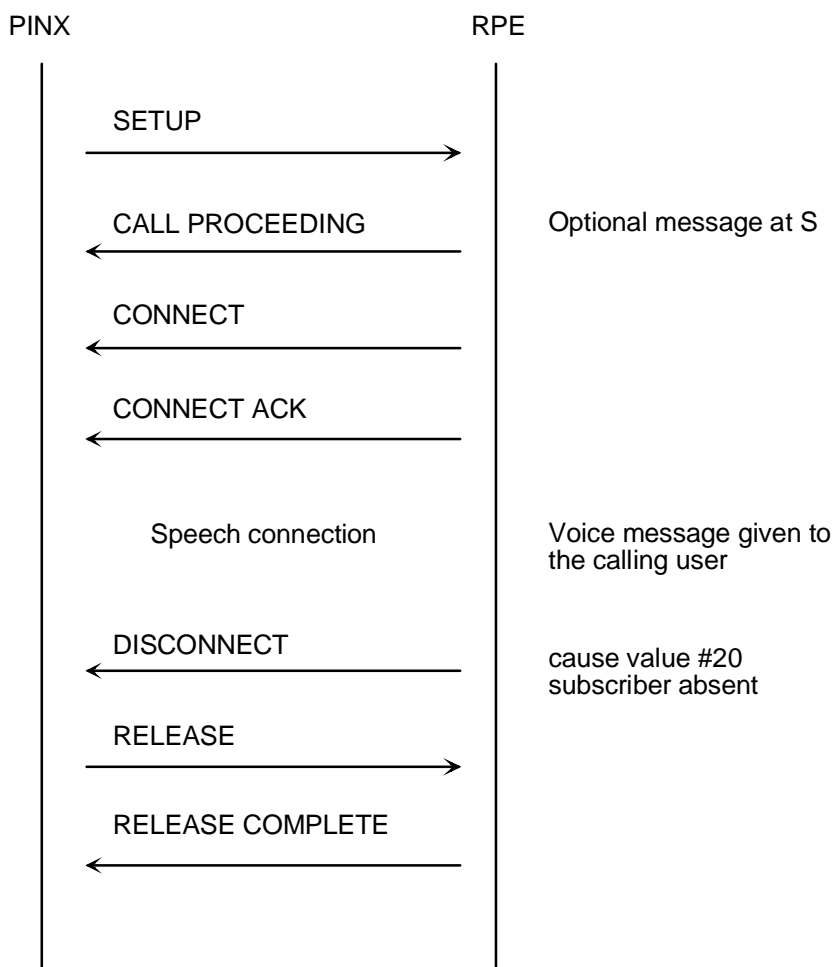 PINX RPE
SETUP
CALL PROCEEDING Optional message at S
CONNECT
CONNECT ACK
Speech connection Voice message given to
the calling user
DISCONNECT cause value #20
subscriber absent
RELEASE
RELEASE COMPLETE